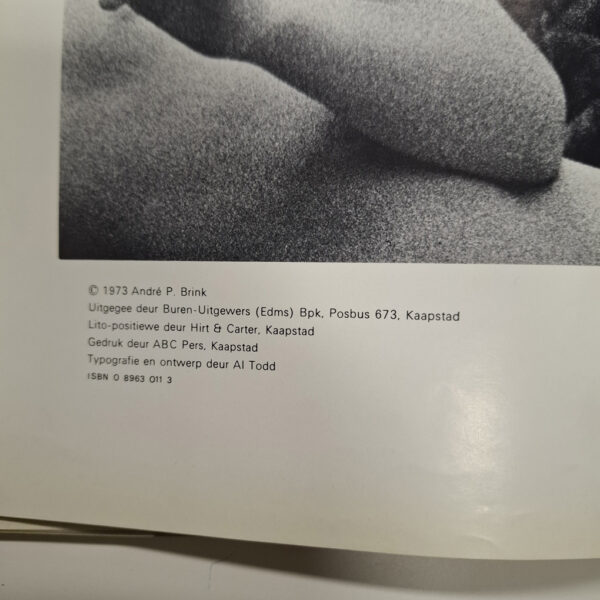 © 1973 André P. Brink
Uitgegee deur Buren-Uitgewers (Edms) Bpk, Posbus 673, Kaapstad
Lito-positiewe deur Hirt & Carter, Kaapstad
Gedruk deur ABC Pers, Kaapstad
Typografie en ontwerp deur Al Todd
ISBN 0 8963 011 3